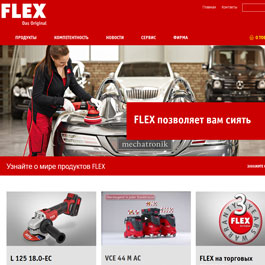 FLEX
Das Original
Главная Контакты
ПРОДУКТЫ КОМПЕТЕНТНОСТЬ НОВОСТИ СЕРВИС ФИРМА
FLEX позволяет вам сиять
mechatronik
Узнайте о мире продуктов FLEX
FLEX
L 125 18.0-EC
VCE 44 M AC
FLEX на торговых